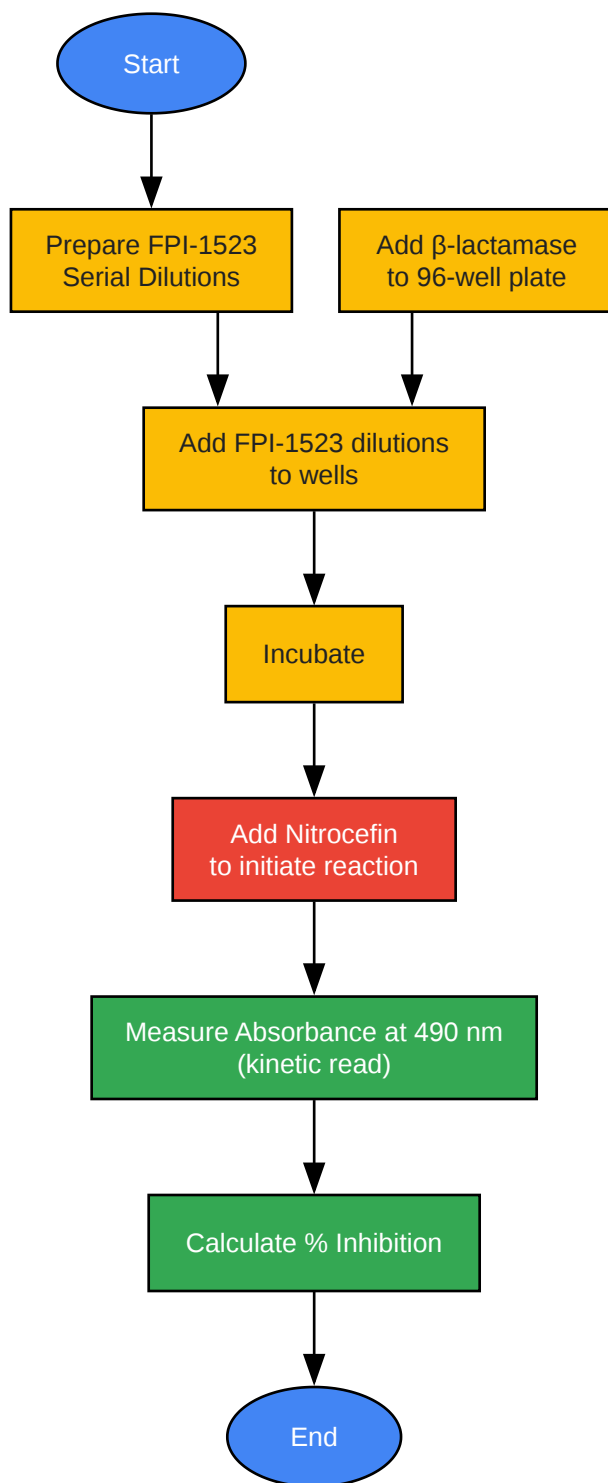 Start
Prepare FPI-1523
Serial Dilutions
Add β-lactamase
to 96-well plate
Add FPI-1523 dilutions
to wells
Incubate
Add Nitrocefin
to initiate reaction
Measure Absorbance at 490 nm
(kinetic read)
Calculate % Inhibition
End